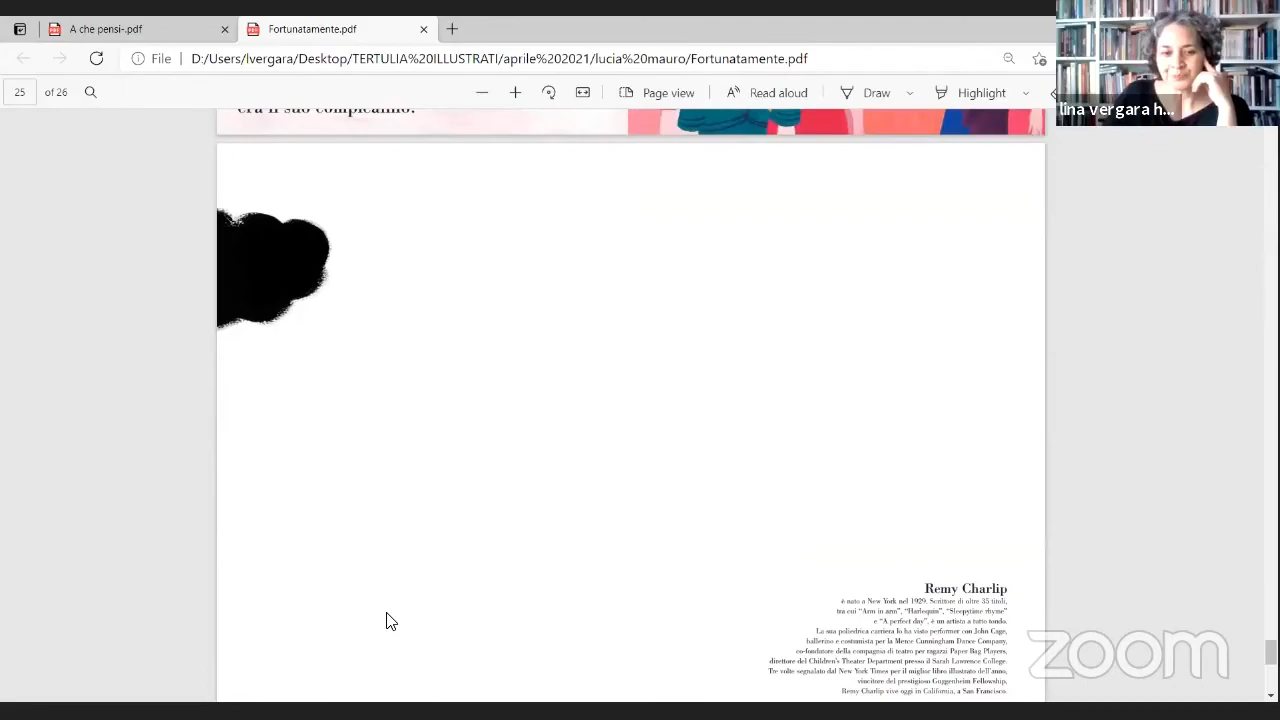 A che pensi-.pdf
Fortunatamente.pdf
File
D:/Users/lvergara/Desktop/TERTULIA%20ILLUSTRATI/aprile%202021/lucia%20mauro/Fortunatamente.pdf
25 of 26
Page view
Read aloud
Draw
Highlight
lina vergara h...
era il suo compleanno.
Remy Charlip
è nato a New York nel 1929. Scrittore di oltre 35 titoli,
tra cui “Arm in arm”, “Harlequin”, “Sleepytime rhyme”
e “A perfect day”, è un artista a tutto tondo.
La sua poliedrica carriera lo ha visto performer con John Cage,
ballerino e costumista per la Merce Cunningham Dance Company,
co-fondatore della compagnia di teatro per ragazzi Paper Bag Players,
direttore del Children's Theater Department presso il Sarah Lawrence College.
Tre volte segnalato dal New York Times per il miglior libro illustrato dell'anno,
vincitore del prestigioso Guggenheim Fellowship,
Remy Charlip vive oggi in California, a San Francisco.
zoom